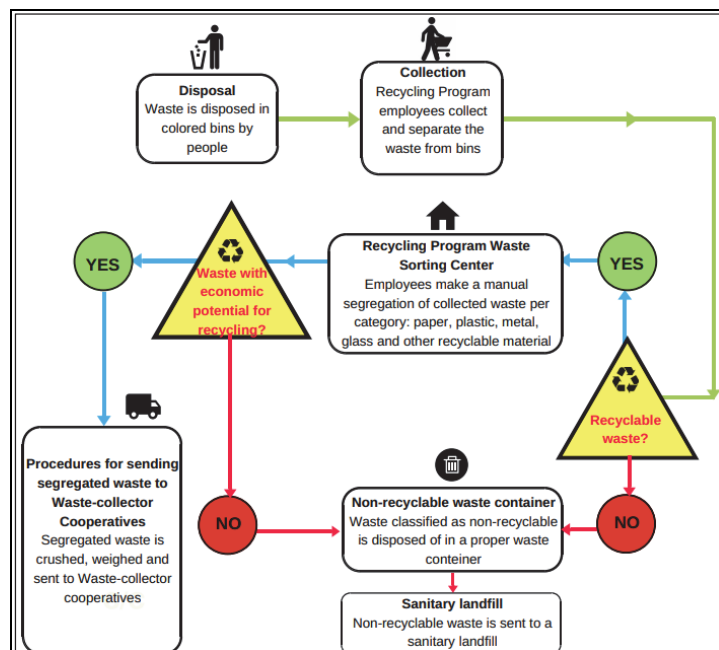 Disposal
Waste is disposed in
colored bins by
people
Collection
Recycling Program
employees collect
and separate the
waste from bins
YES
Waste with
economic
potential for
recycling?
Recycling Program Waste
Sorting Center
Employees make a manual
segregation of collected waste per
category: paper, plastic, metal,
glass and other recyclable material
YES
Recyclable
waste?
Procedures for sending
segregated waste to
Waste-collector
Cooperatives
Segregated waste is
crushed, weighed and
sent to Waste-collector
cooperatives
NO
Non-recyclable waste container
Waste classified as non-recyclable
is disposed of in a proper waste
conteiner
NO
Sanitary landfill
Non-recyclable waste is sent to a
sanitary landfill